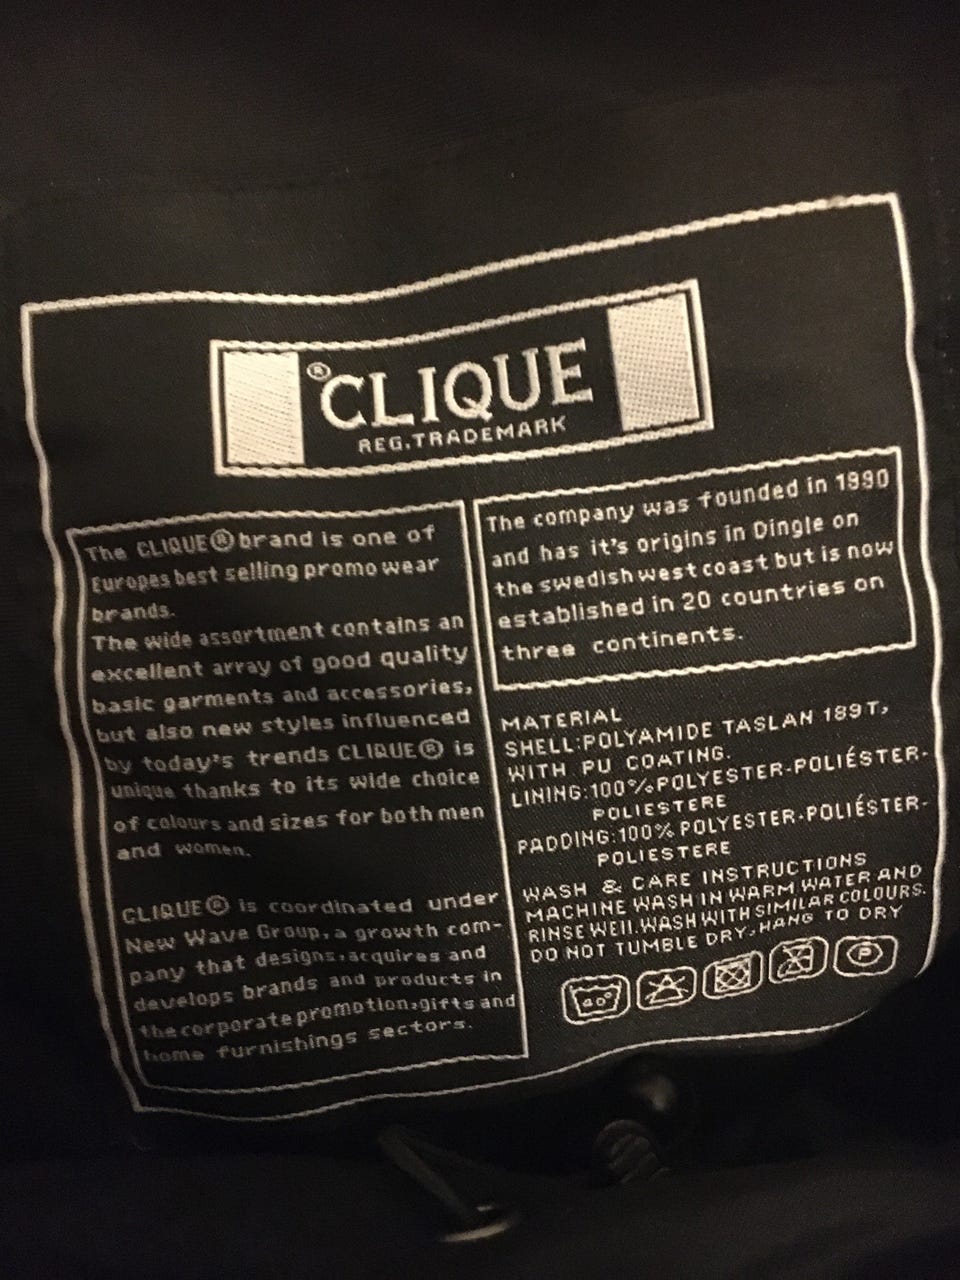 ® CLIQUE
REG.TRADEMARK
The CLIQUE® brand is one of
Europes best selling promo wear
brands.
The wide assortment contains an
excellent array of good quality
basic garments and accessories,
but also new styles influenced
by today's trends CLIQUE® is
unique thanks to its wide choice
of colours and sizes for both men
and women.
CLIQUE® is coordinated under
New Wave Group, a growth com-
pany that designs, acquires and
develops brands and products in
the corporate promotion, gifts and
home furnishings sectors.
The company was founded in 1990
and has it's origins in Dingle on
the swedish west coast but is now
established in 20 countries on
three continents.
MATERIAL
SHELL:POLYAMIDE TASLAN 189T,
WITH PU COATING.
LINING:100%POLYESTER-POLIÉSTER-
POLIESTERE
PADDING:100% POLYESTER-POLIÉSTER-
POLIESTERE
WASH & CARE INSTRUCTIONS
MACHINE WASH IN WARM WATER AND
RINSE WELL.WASH WITH SIMILAR COLOURS.
DO NOT TUMBLE DRY, HANG TO DRY
40° P